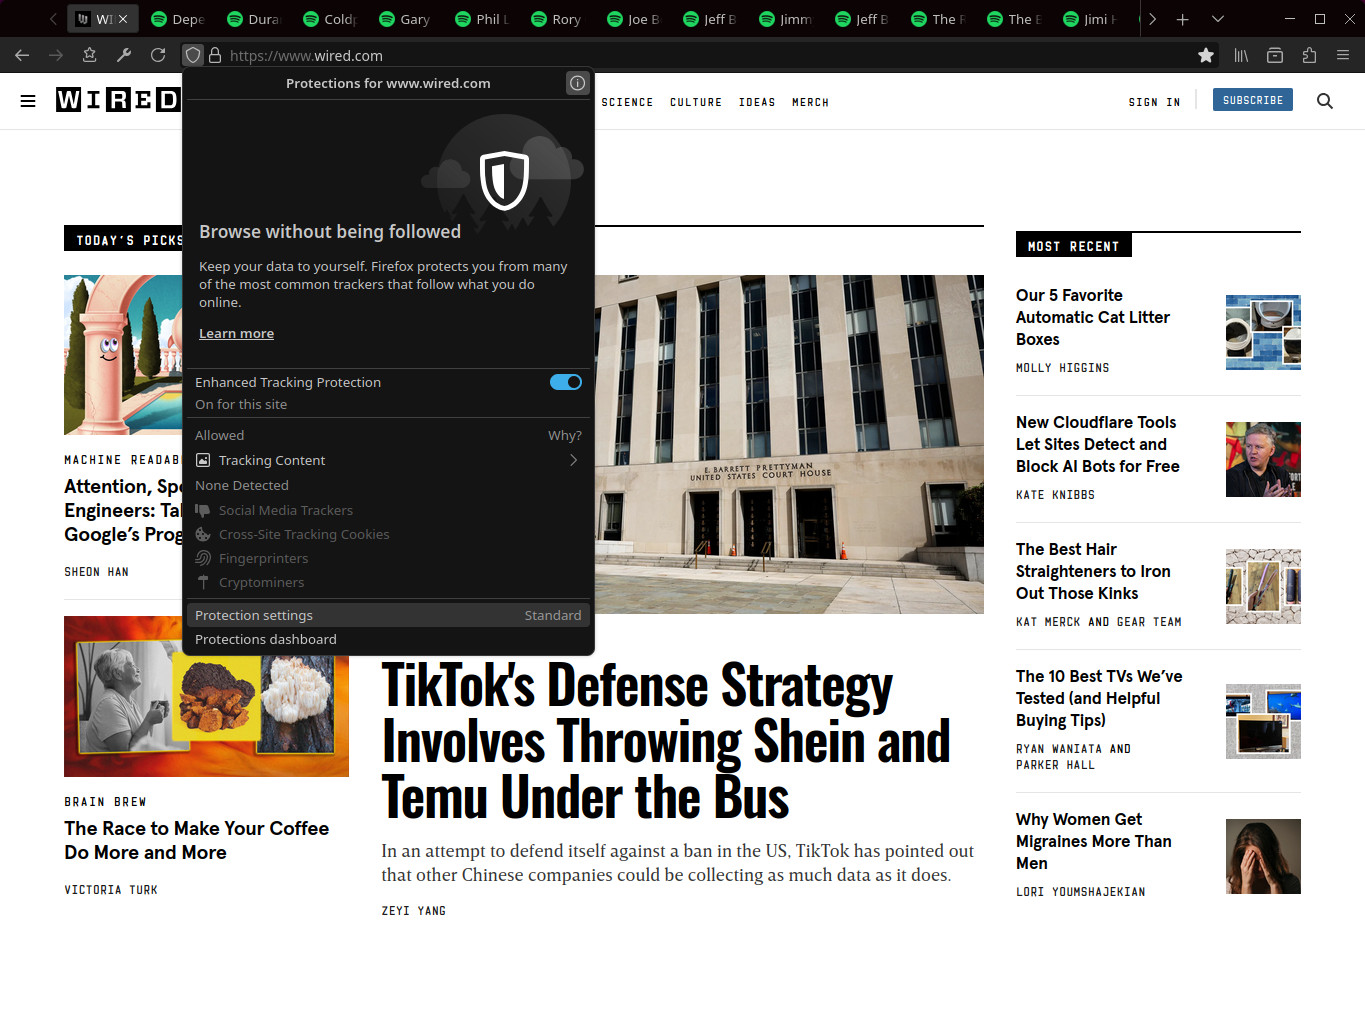 WI
Depe
Dura
Coldp
Gary
Phil L
Rory
Joe B
Jeff B
Jimm
Jeff B
The R
The E
Jimi H
https://www.wired.com
WIRED
SCIENCE CULTURE IDEAS MERCH
SIGN IN
SUBSCRIBE
Protections for www.wired.com
Browse without being followed
Keep your data to yourself. Firefox protects you from many
of the most common trackers that follow what you do
online.
Learn more
Enhanced Tracking Protection
On for this site
Allowed Why?
Tracking Content
None Detected
Social Media Trackers
Cross-Site Tracking Cookies
Fingerprinters
Cryptominers
Protection settings Standard
Protections dashboard
TODAY'S PICKS
MACHINE READAB
Attention, Spo
Engineers: Tak
Google's Prog
SHEON HAN
BRAIN BREW
The Race to Make Your Coffee
Do More and More
VICTORIA TURK
E. BARRETT PRETTYMAN
UNITED STATES COURT HOUSE
TikTok's Defense Strategy
Involves Throwing Shein and
Temu Under the Bus
In an attempt to defend itself against a ban in the US, TikTok has pointed out
that other Chinese companies could be collecting as much data as it does.
ZEYI YANG
MOST RECENT
Our 5 Favorite
Automatic Cat Litter
Boxes
MOLLY HIGGINS
New Cloudflare Tools
Let Sites Detect and
Block AI Bots for Free
KATE KNIBBS
The Best Hair
Straighteners to Iron
Out Those Kinks
KAT MERCK AND GEAR TEAM
The 10 Best TVs We've
Tested (and Helpful
Buying Tips)
RYAN WANIATA AND
PARKER HALL
Why Women Get
Migraines More Than
Men
LORI YOUMSHAJEKIAN